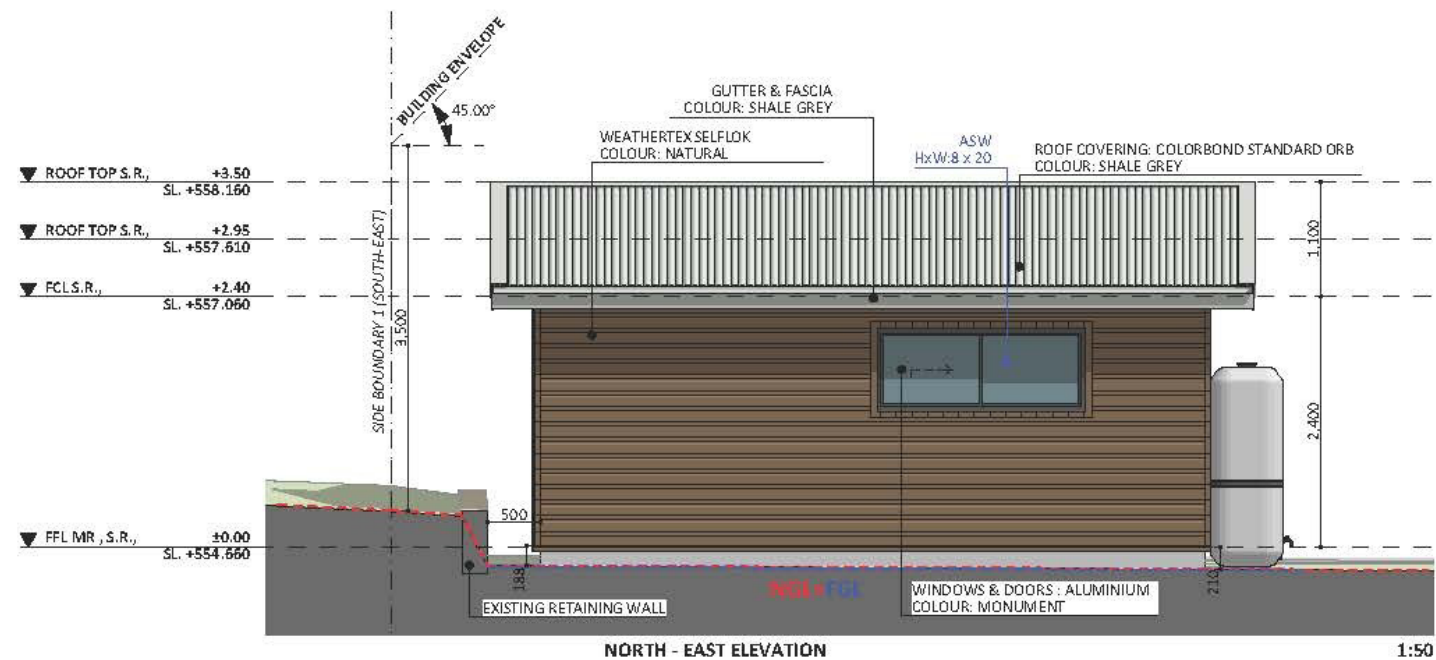 BUILDING ENVELOPE
45.00°
GUTTER & FASCIA
COLOUR: SHALE GREY
WEATHERTEX SELFLOK
COLOUR: NATURAL
ASW
HxW:8 x 20
ROOF COVERING: COLORBOND STANDARD ORB
COLOUR: SHALE GREY
ROOF TOP S.R., +3.50
SL. +558.160
ROOF TOP S.R., +2.95
SL. +557.610
FCL S.R., +2.40
SL. +557.060
SIDE BOUNDARY 1 (SOUTH-EAST)
3,500
1,100
2,400
500
FFL MR , S.R., ±0.00
SL. +554.660
188
210
NGL=FGL
EXISTING RETAINING WALL
WINDOWS & DOORS : ALUMINIUM
COLOUR: MONUMENT
NORTH - EAST ELEVATION 1:50